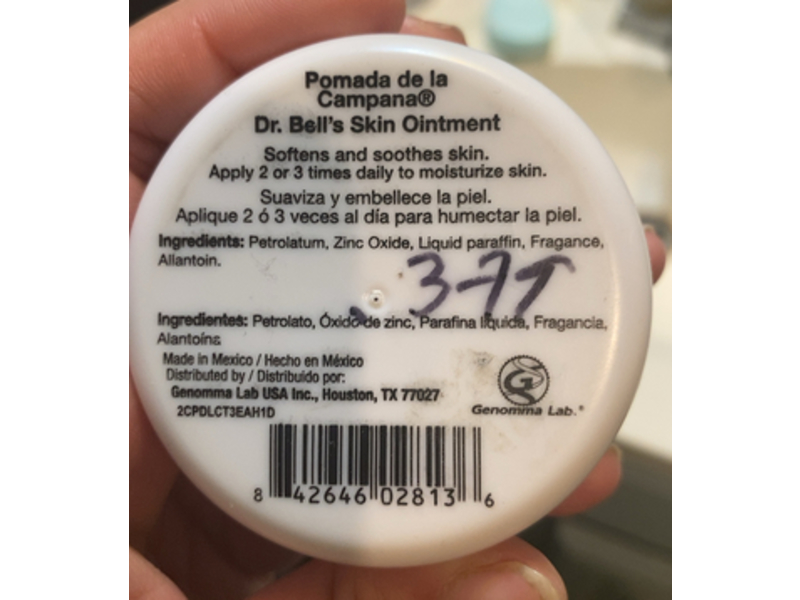 Pomada de la
Campana®
Dr. Bell's Skin Ointment
Softens and soothes skin.
Apply 2 or 3 times daily to moisturize skin.
Suaviza y embellece la piel.
Aplique 2 ó 3 veces al día para humectar la piel.
Ingredients: Petrolatum, Zinc Oxide, Liquid paraffin, Fragance,
Allantoin.
Ingredientes: Petrolato, Óxido de zinc, Parafina líquida, Fragancia,
Alantoína
Made in Mexico / Hecho en México
Distributed by / Distribuido por:
Genomma Lab USA Inc., Houston, TX 77027
2CPDLCT3EAH1D
Genomma Lab.®
8 42646 02813 6